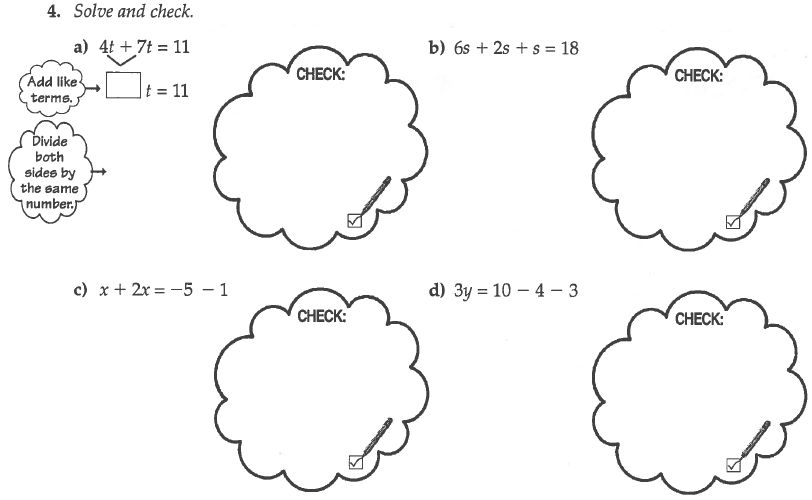 4. Solve and check.
a) 4t + 7t = 11
Add like
terms.
t = 11
Divide
both
sides by
the same
number.
CHECK:
b) 6s + 2s + s = 18
CHECK:
c) x + 2x = −5 − 1
CHECK:
d) 3y = 10 − 4 − 3
CHECK: